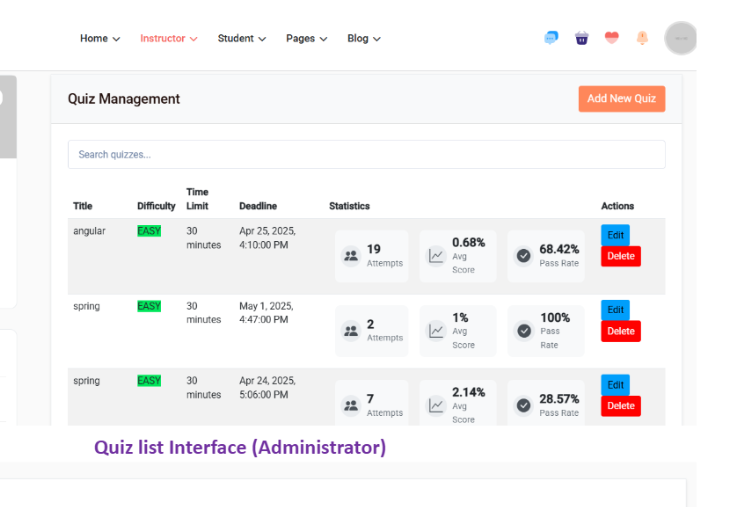 Home Instructor Student Pages Blog
Quiz Management Add New Quiz
Search quizzes...
Title Difficulty Time Limit Deadline Statistics Actions
angular EASY 30 minutes Apr 25, 2025, 4:10:00 PM 19 Attempts 0.68% Avg Score 68.42% Pass Rate Edit Delete
spring EASY 30 minutes May 1, 2025, 4:47:00 PM 2 Attempts 1% Avg Score 100% Pass Rate Edit Delete
spring EASY 30 minutes Apr 24, 2025, 5:06:00 PM 7 Attempts 2.14% Avg Score 28.57% Pass Rate Edit Delete
Quiz list Interface (Administrator)